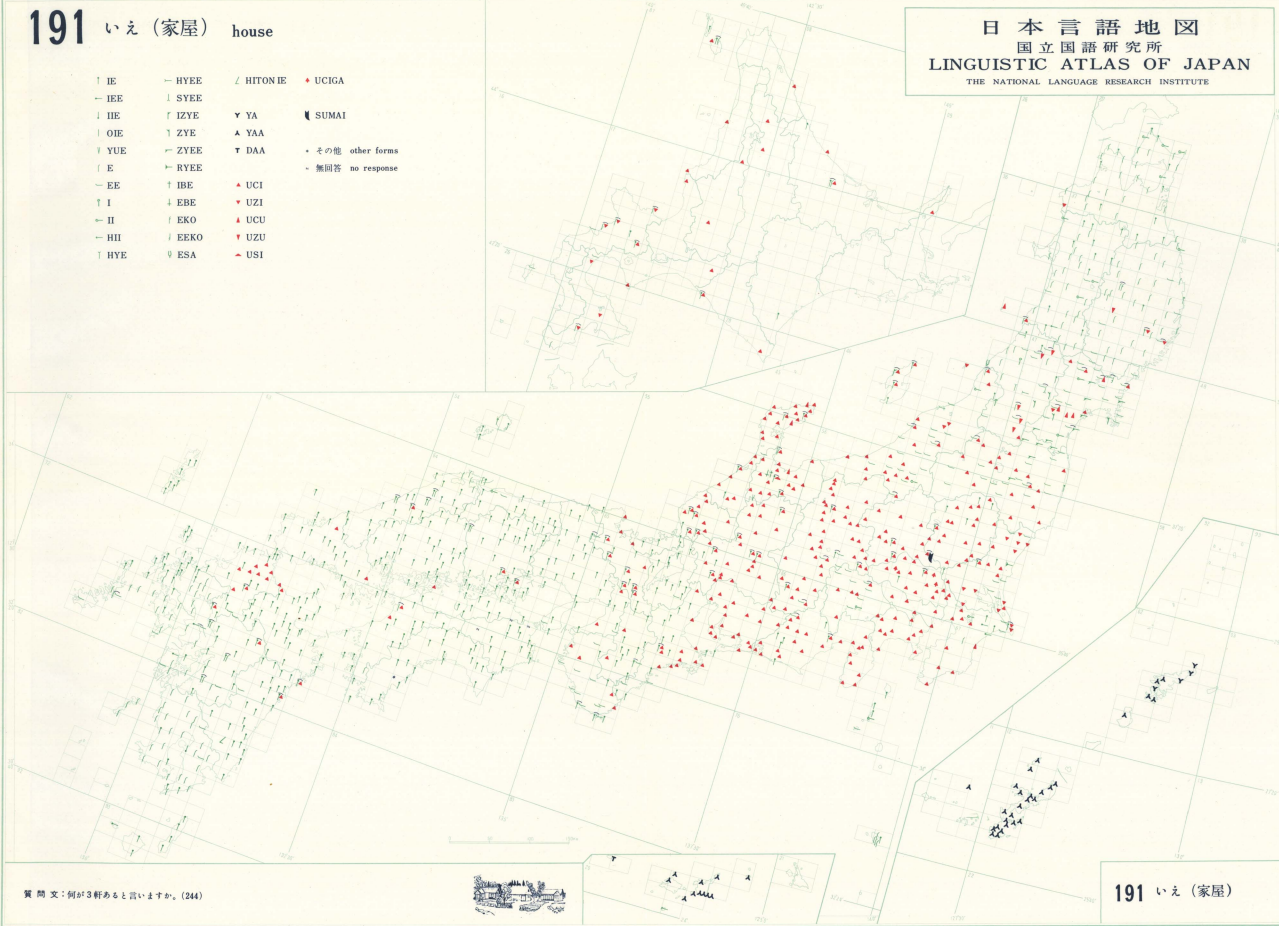 191 いえ（家屋） house
IE
IEE
IIE
OIE
YUE
E
EE
I
II
HII
HYE
HYEE
SYEE
IZYE
ZYE
ZYEE
RYEE
IBE
EBE
EKO
EEKO
ESA
HITON IE
YA
YAA
DAA
UCI
UZI
UCU
UZU
USI
UCIGA
SUMAI
その他 other forms
無回答 no response
日本言語地図
国立国語研究所
LINGUISTIC ATLAS OF JAPAN
THE NATIONAL LANGUAGE RESEARCH INSTITUTE
質問文：何が3軒あると言いますか。(244)
191 いえ（家屋）